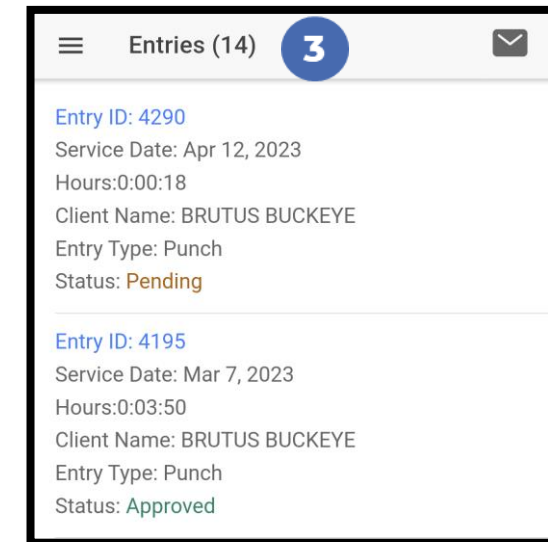 Entries (14) 3
Entry ID: 4290
Service Date: Apr 12, 2023
Hours:0:00:18
Client Name: BRUTUS BUCKEYE
Entry Type: Punch
Status: Pending
Entry ID: 4195
Service Date: Mar 7, 2023
Hours:0:03:50
Client Name: BRUTUS BUCKEYE
Entry Type: Punch
Status: Approved